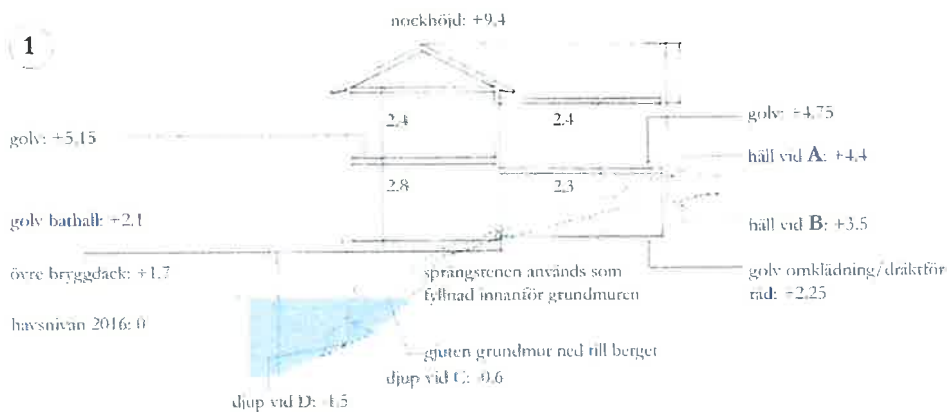 nockhöjd: +9,4
1
2.4
2.4
golv: +4,75
golv: +5,15
häll vid A: +4,4
2.8
2.3
golv båthall: +2,1
häll vid B: +3,5
övre bryggdäck: +1,7
sprängstenen används som
fyllnad innanför grundmuren
golv omklädning/dräktför
råd: +2,25
havsnivån 2016: 0
gjuten grundmur ned till berget
djup vid C: -0,6
djup vid D: -1,5